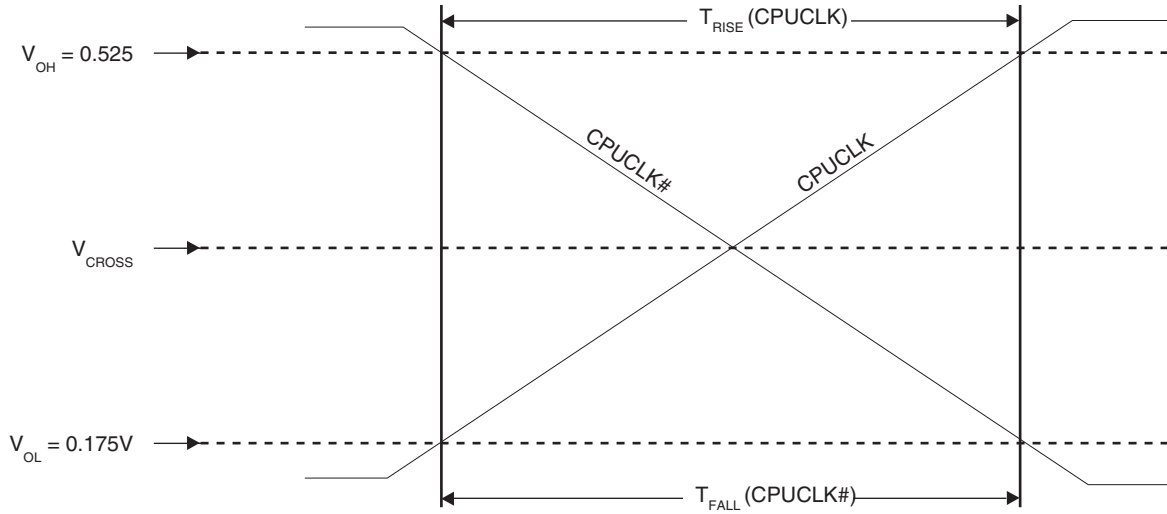 T_RISE (CPUCLK)
V_OH = 0.525
CPUCLK#
CPUCLK
V_CROSS
V_OL = 0.175V
T_FALL (CPUCLK#)